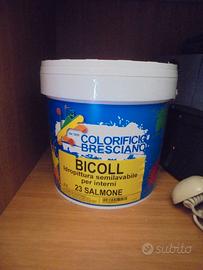 COLORIFICIO
BRESCIANO
BICOLL
Idropittura semilavabile
per interni
23 SALMONE
subito